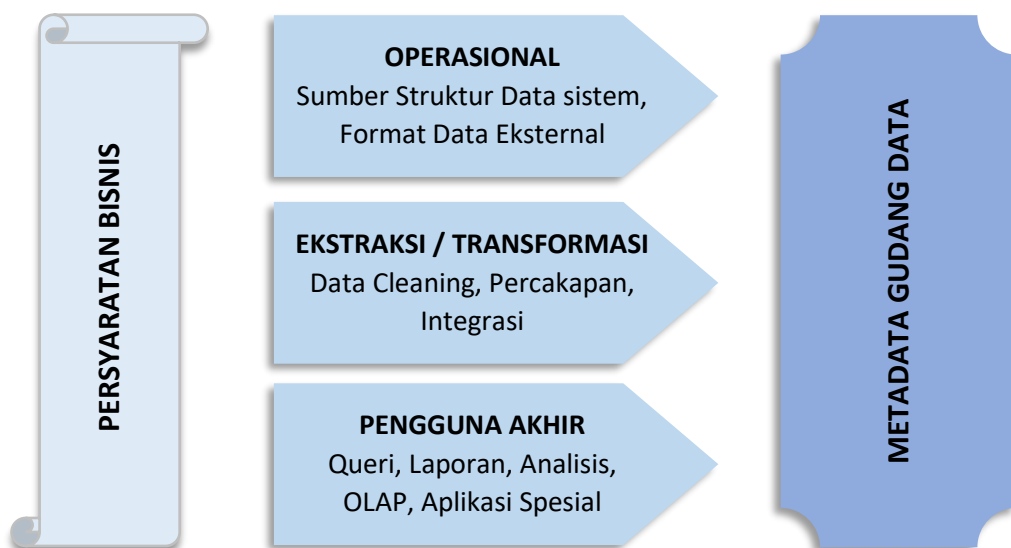 PERSYARATAN BISNIS
OPERASIONAL
Sumber Struktur Data sistem,
Format Data Eksternal
EKSTRAKSI / TRANSFORMASI
Data Cleaning, Percakapan,
Integrasi
PENGGUNA AKHIR
Queri, Laporan, Analisis,
OLAP, Aplikasi Spesial
METADATA GUDANG DATA